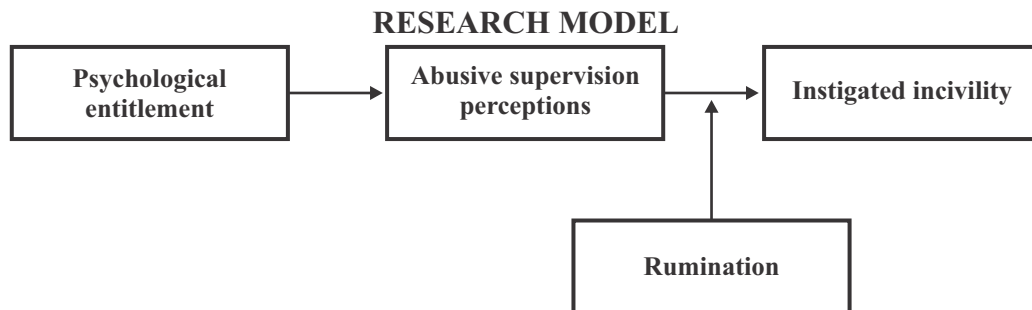 RESEARCH MODEL
Psychological
entitlement
Abusive supervision
perceptions
Instigated incivility
Rumination